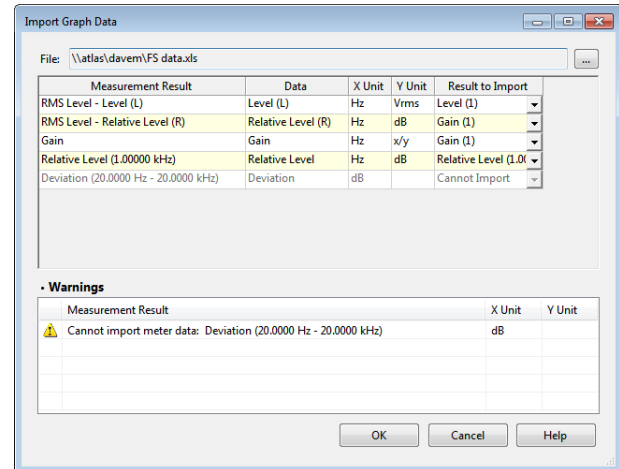 Import Graph Data
File: \\atlas\davem\FS data.xls ...
Measurement Result Data X Unit Y Unit Result to Import
RMS Level - Level (L) Level (L) Hz Vrms Level (1)
RMS Level - Relative Level (R) Relative Level (R) Hz dB Gain (1)
Gain Gain Hz x/y Gain (1)
Relative Level (1.00000 kHz) Relative Level Hz dB Relative Level (1.0(
Deviation (20.0000 Hz - 20.0000 kHz) Deviation dB Cannot Import
• Warnings
Measurement Result X Unit Y Unit
Cannot import meter data: Deviation (20.0000 Hz - 20.0000 kHz) dB
OK Cancel Help